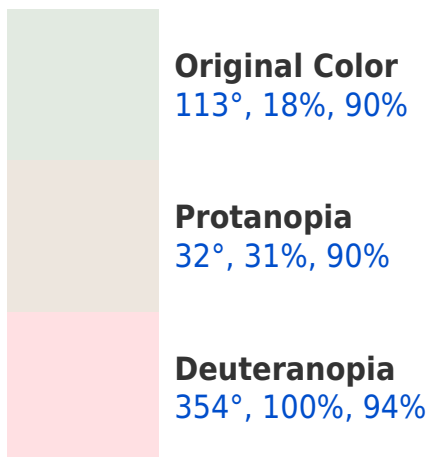 Original Color
113°, 18%, 90%
Protanopia
32°, 31%, 90%
Deuteranopia
354°, 100%, 94%